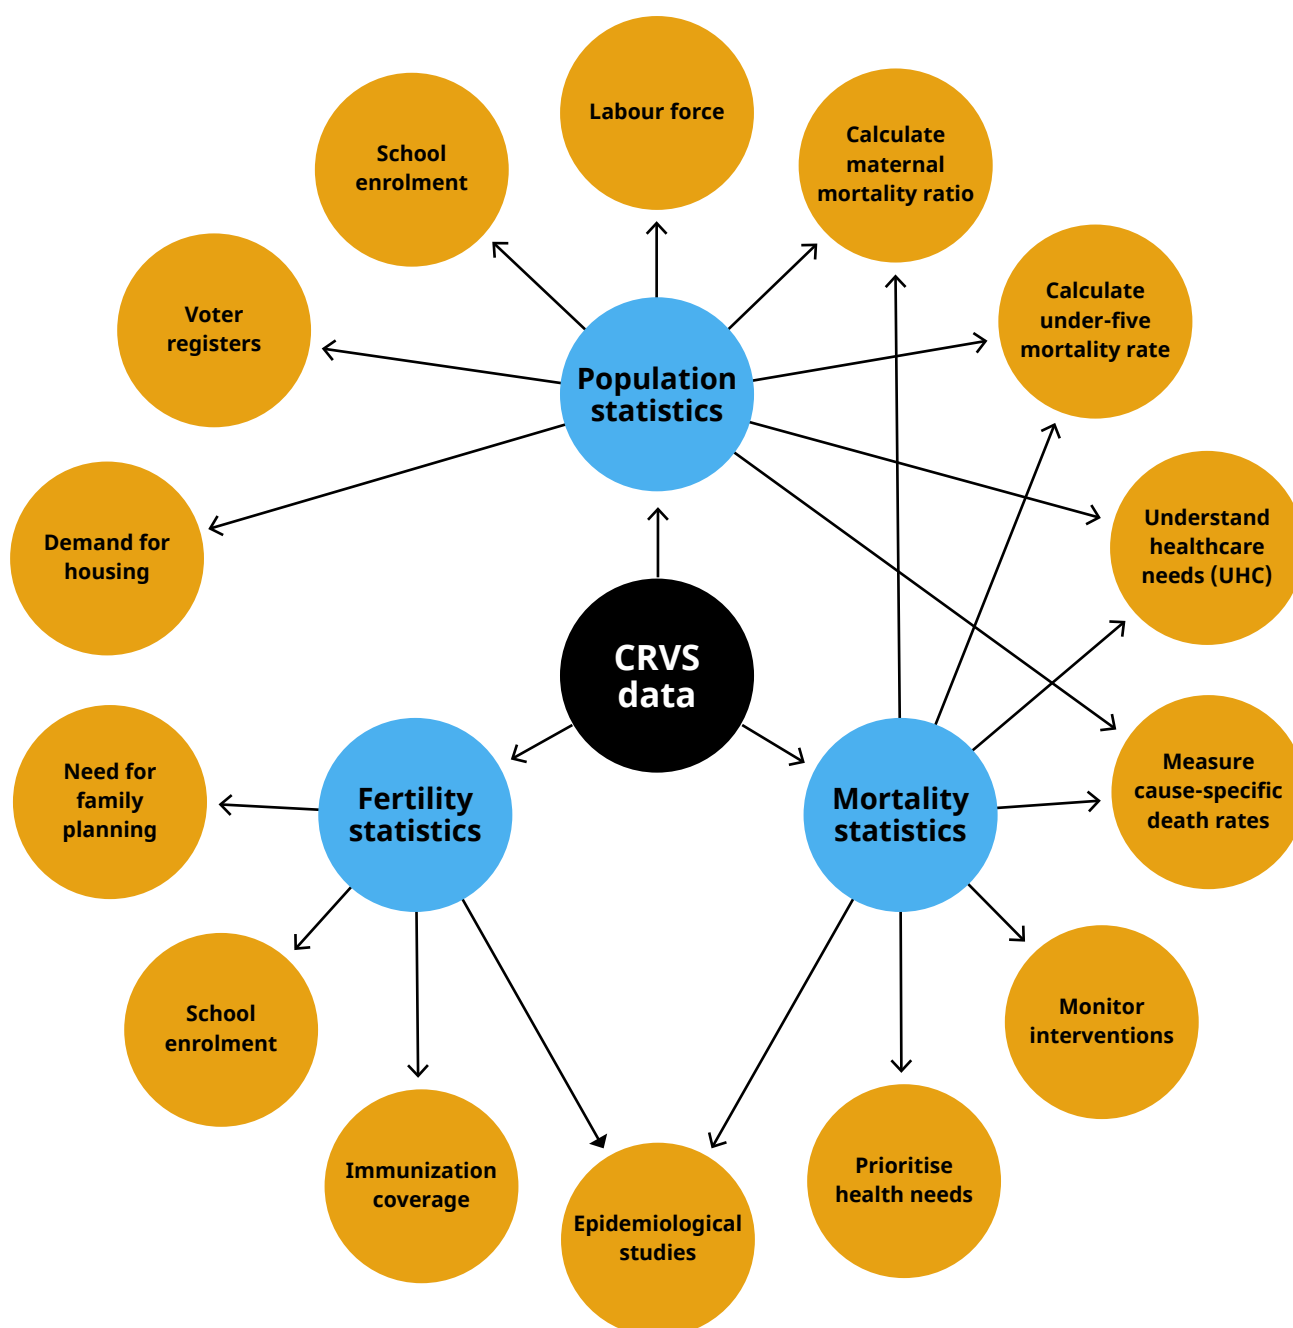 Labour force
Calculate
maternal
mortality ratio
School
enrolment
Calculate
under-five
mortality rate
Voter
registers
Population
statistics
Understand
healthcare
needs (UHC)
Demand for
housing
CRVS
data
Need for
family
planning
Fertility
statistics
Mortality
statistics
Measure
cause-specific
death rates
School
enrolment
Monitor
interventions
Immunization
coverage
Prioritise
health needs
Epidemiological
studies